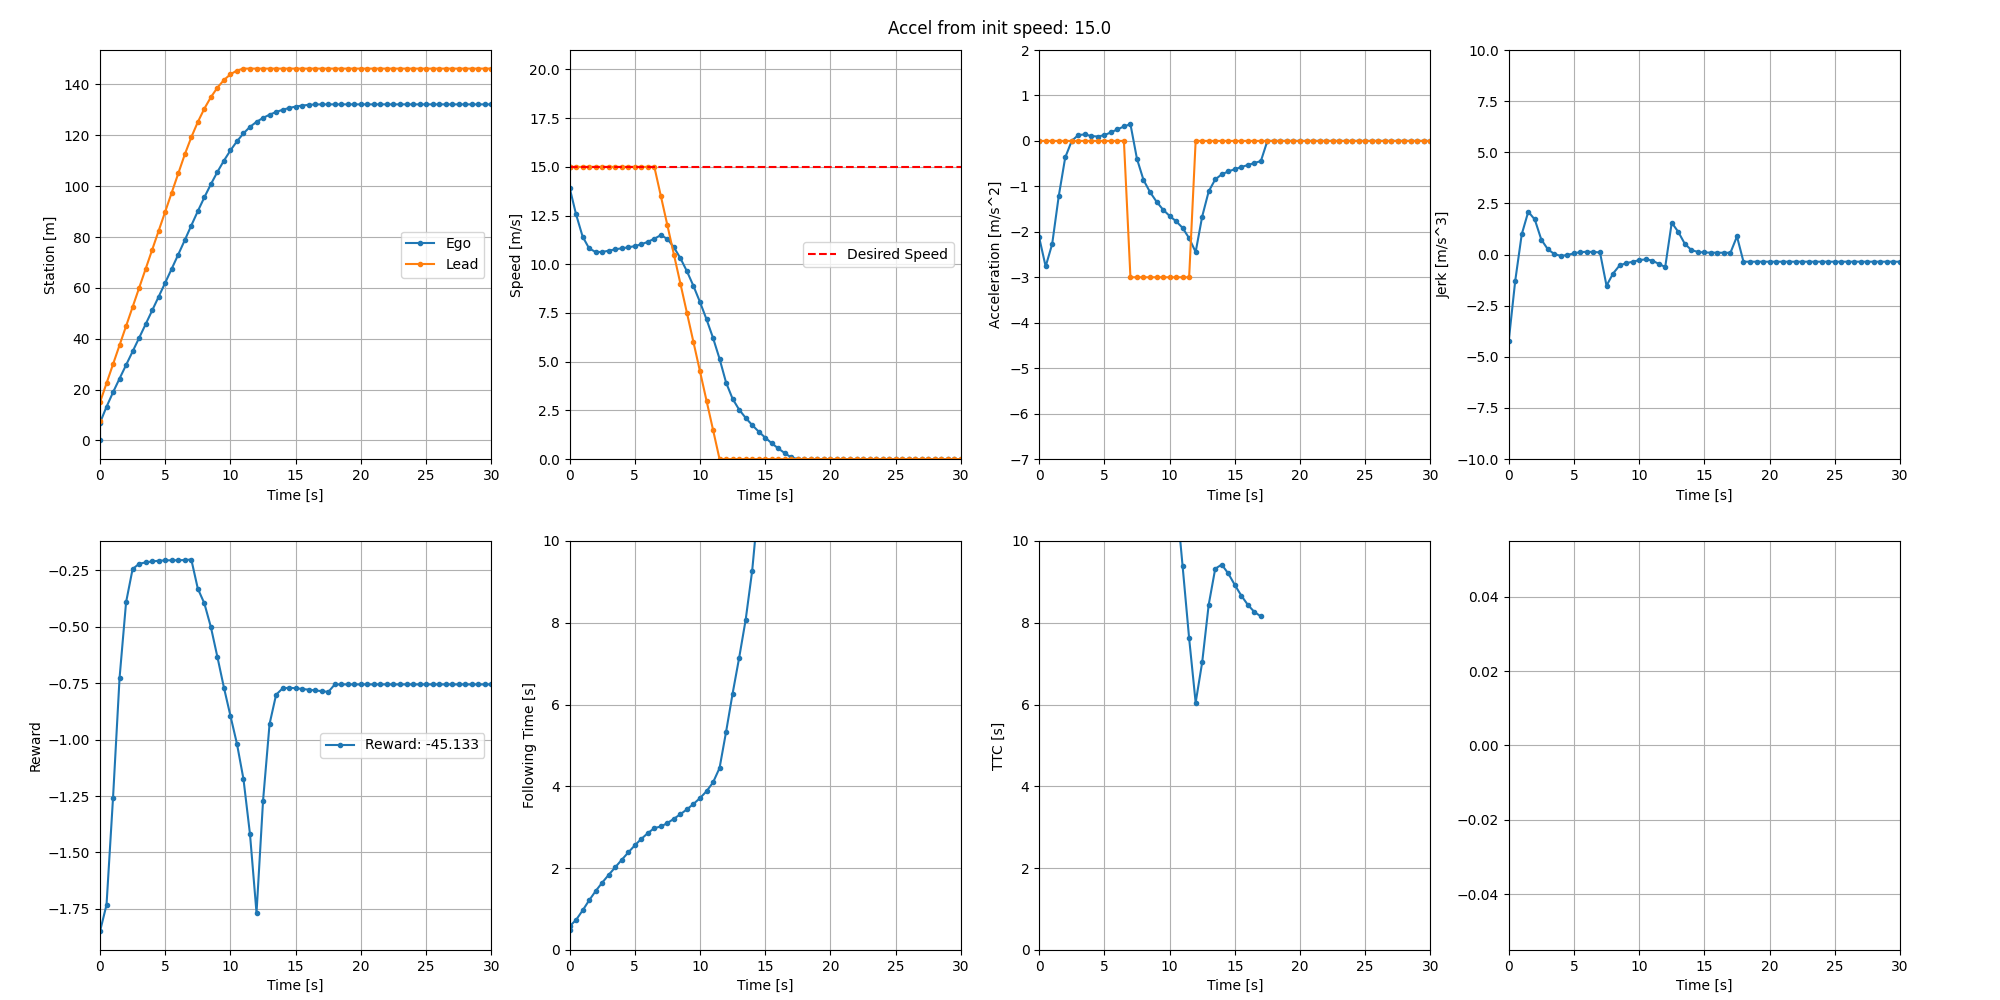 Accel from init speed: 15.0
Station [m]
140
120
100
80
60
40
20
0
Ego
Lead
0 5 10 15 20 25 30
Time [s]
Speed [m/s]
20.0
17.5
15.0
12.5
10.0
7.5
5.0
2.5
0.0
Desired Speed
0 5 10 15 20 25 30
Time [s]
Acceleration [m/s^2]
2
1
0
−1
−2
−3
−4
−5
−6
−7
0 5 10 15 20 25 30
Time [s]
Jerk [m/s^3]
10.0
7.5
5.0
2.5
0.0
−2.5
−5.0
−7.5
−10.0
0 5 10 15 20 25 30
Time [s]
Reward
−0.25
−0.50
−0.75
−1.00
−1.25
−1.50
−1.75
Reward: -45.133
0 5 10 15 20 25 30
Time [s]
Following Time [s]
10
8
6
4
2
0
0 5 10 15 20 25 30
Time [s]
TTC [s]
10
8
6
4
2
0
0 5 10 15 20 25 30
Time [s]
0.04
0.02
0.00
−0.02
−0.04
0 5 10 15 20 25 30
Time [s]